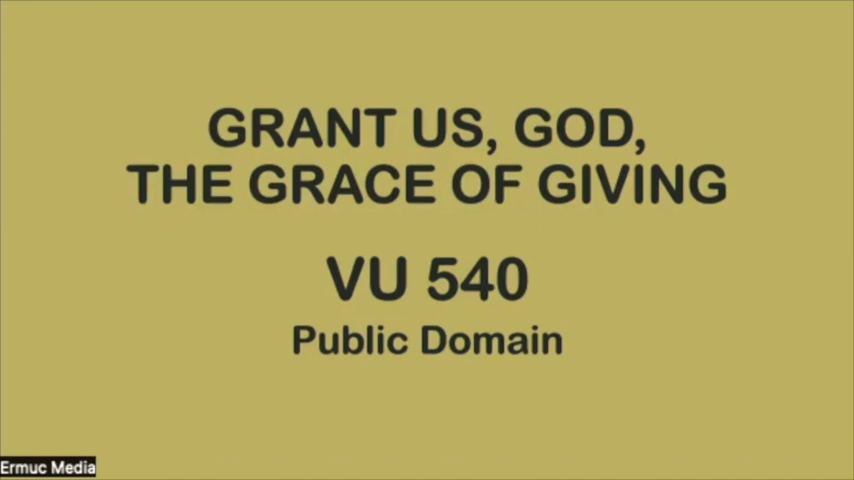 GRANT US, GOD,
THE GRACE OF GIVING
VU 540
Public Domain
Ermuc Media